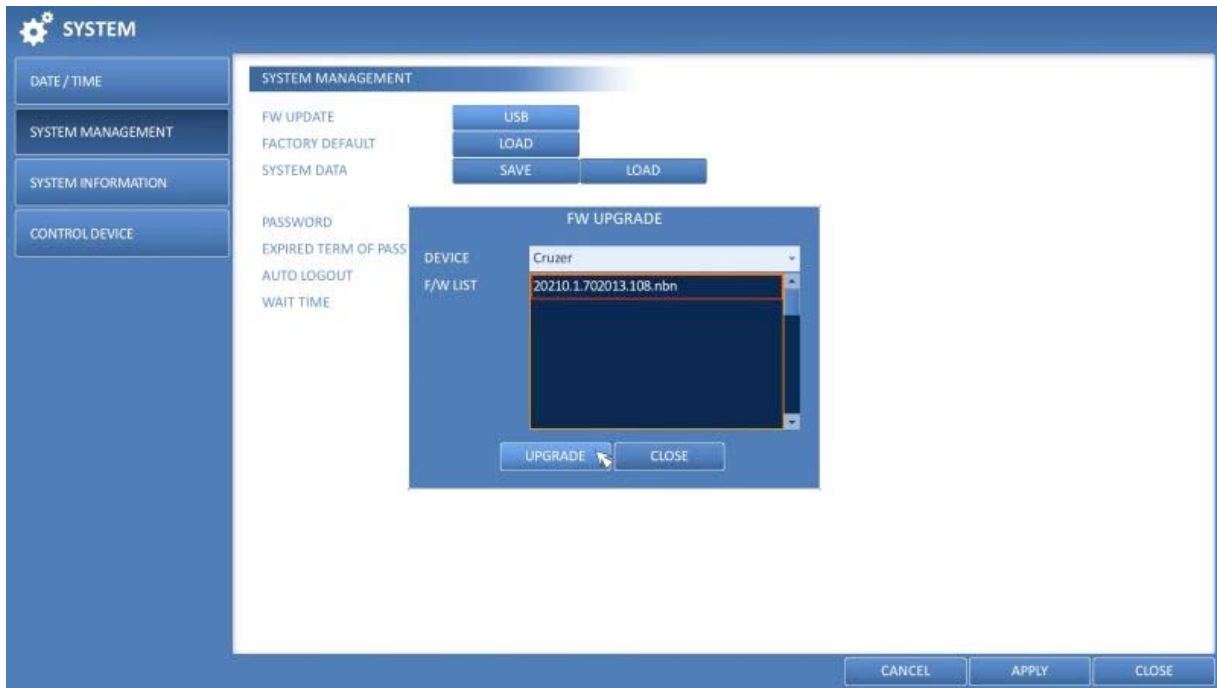 SYSTEM
DATE / TIME
SYSTEM MANAGEMENT
SYSTEM INFORMATION
CONTROL DEVICE
SYSTEM MANAGEMENT
FW UPDATE USB
FACTORY DEFAULT LOAD
SYSTEM DATA SAVE LOAD
PASSWORD
EXPIRED TERM OF PASS
AUTO LOGOUT
WAIT TIME
FW UPGRADE
DEVICE Cruzer
F/W LIST 20210.1.702013.108.nbn
UPGRADE CLOSE
CANCEL APPLY CLOSE